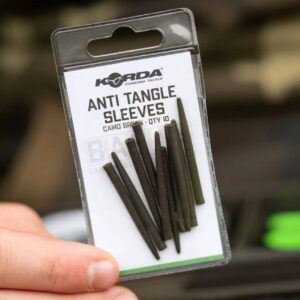 KORDA
ANTI TANGLE
SLEEVES
CAMO GREEN - QTY 10